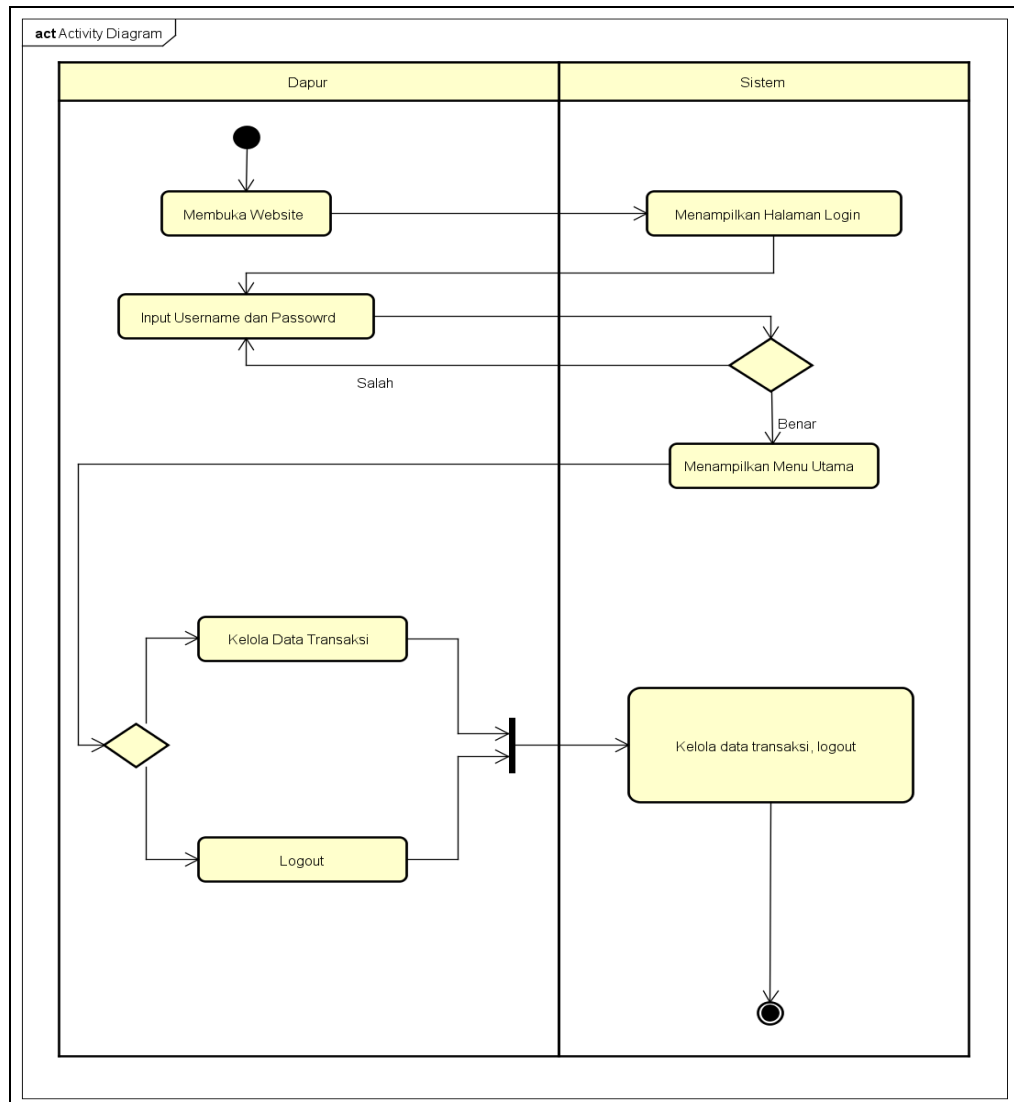 act Activity Diagram
Dapur
Sistem
Membuka Website
Menampilkan Halaman Login
Input Username dan Passowrd
Salah
Benar
Menampilkan Menu Utama
Kelola Data Transaksi
Kelola data transaksi, logout
Logout